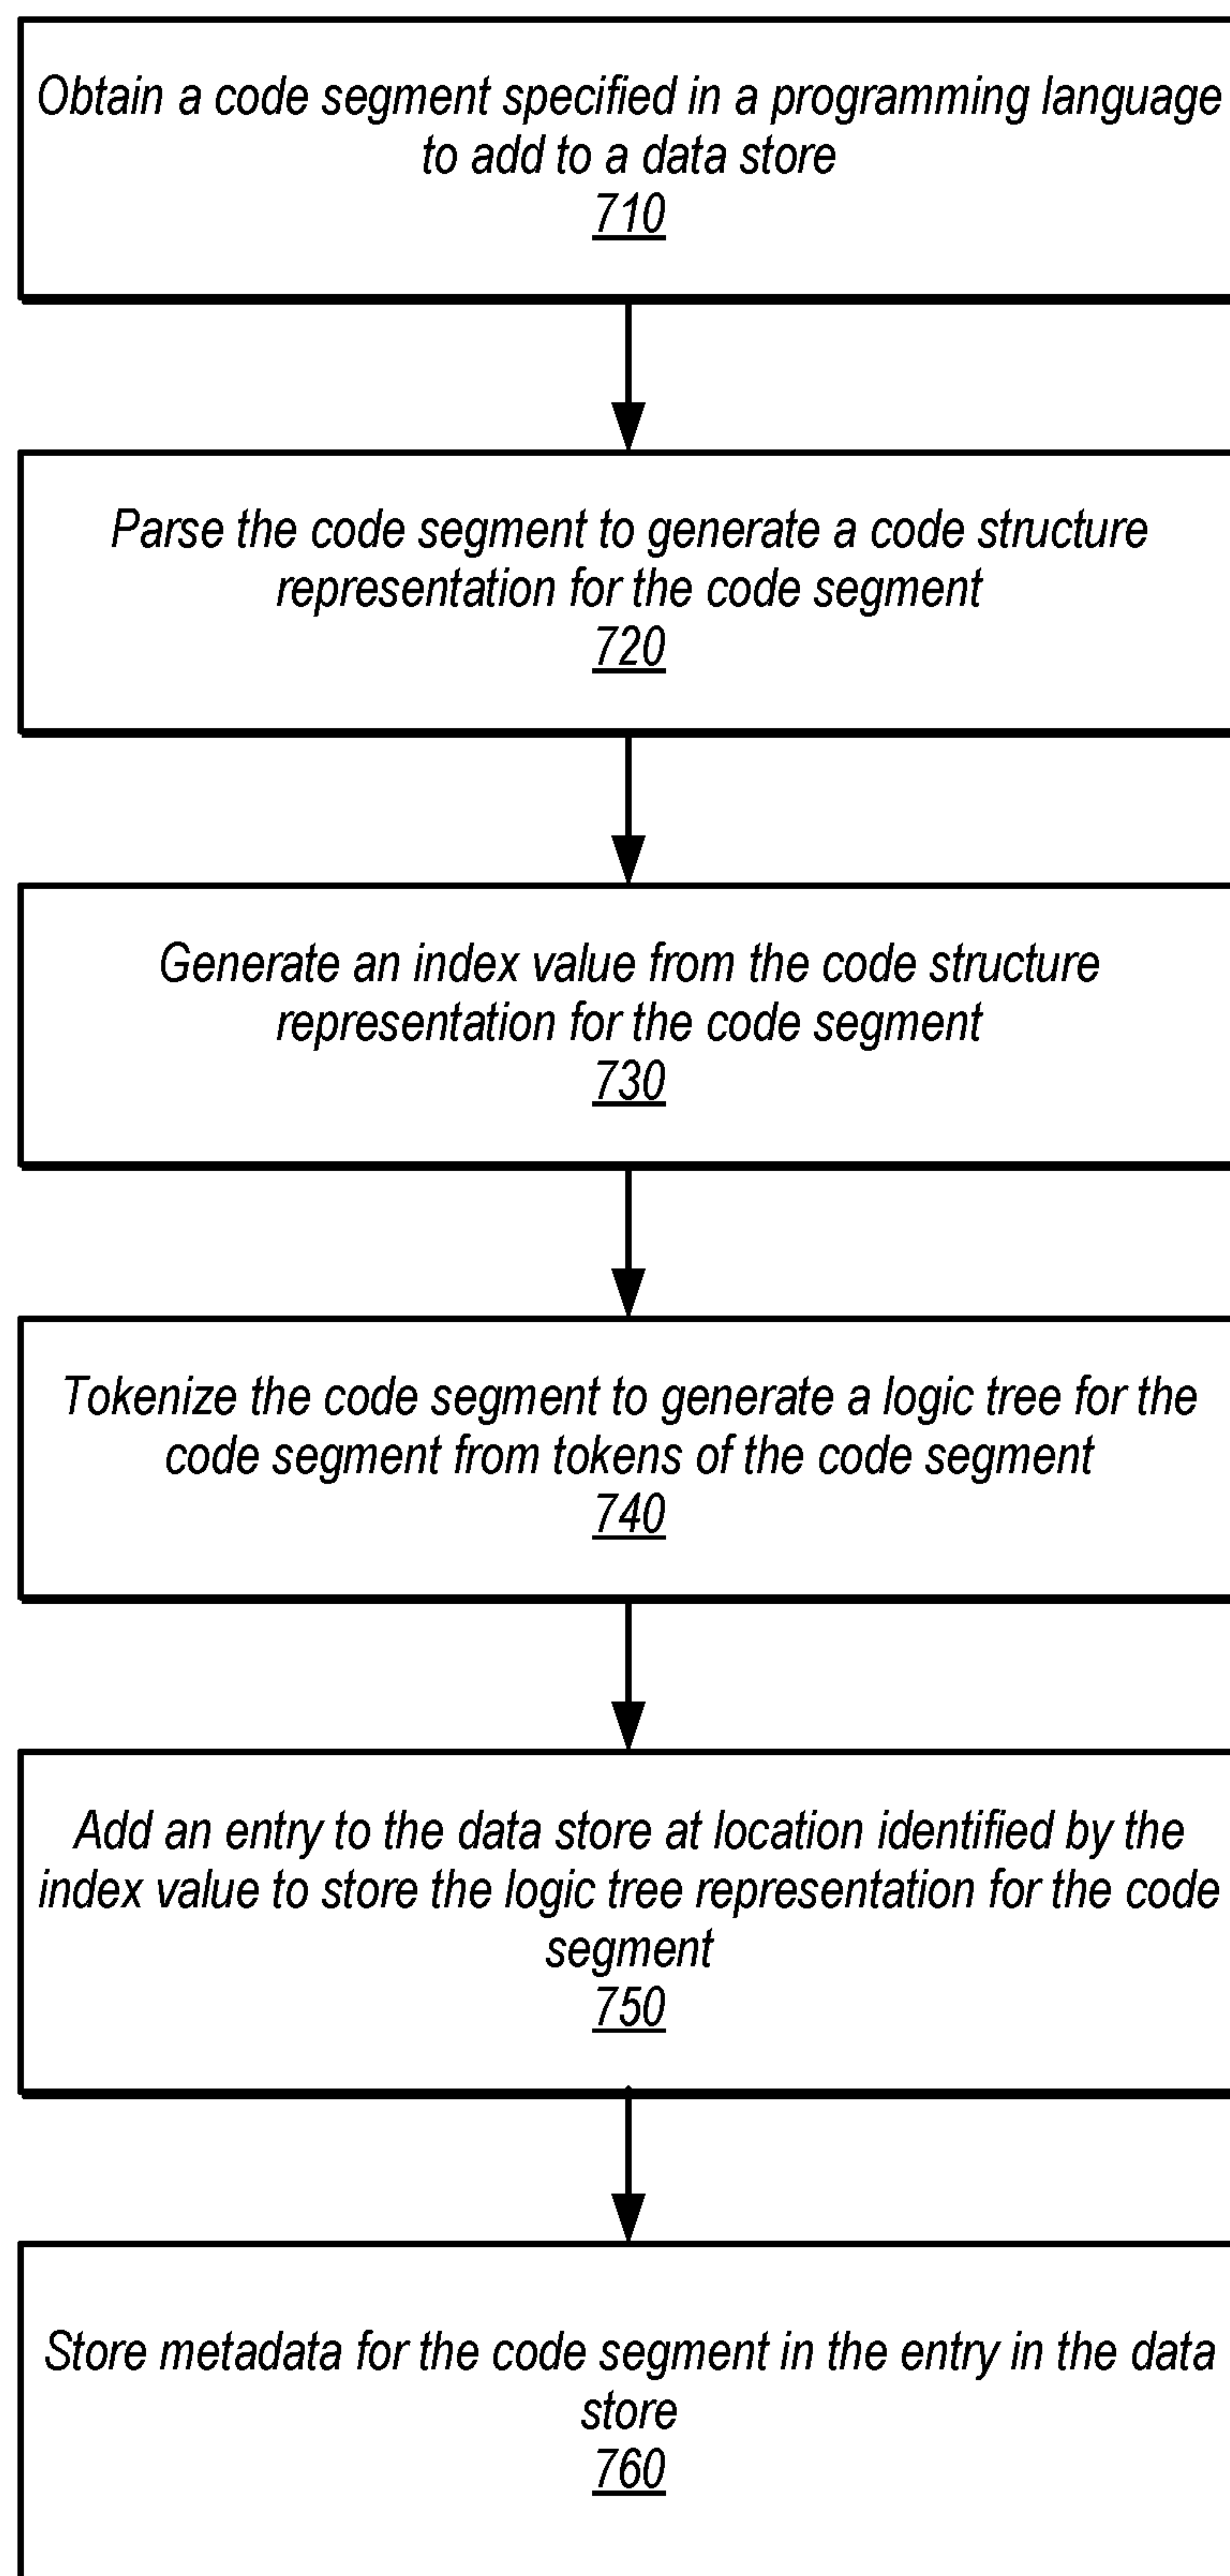 Obtain a code segment specified in a programming language
to add to a data store
710
Parse the code segment to generate a code structure
representation for the code segment
720
Generate an index value from the code structure
representation for the code segment
730
Tokenize the code segment to generate a logic tree for the
code segment from tokens of the code segment
740
Add an entry to the data store at location identified by the
index value to store the logic tree representation for the code
segment
750
Store metadata for the code segment in the entry in the data
store
760